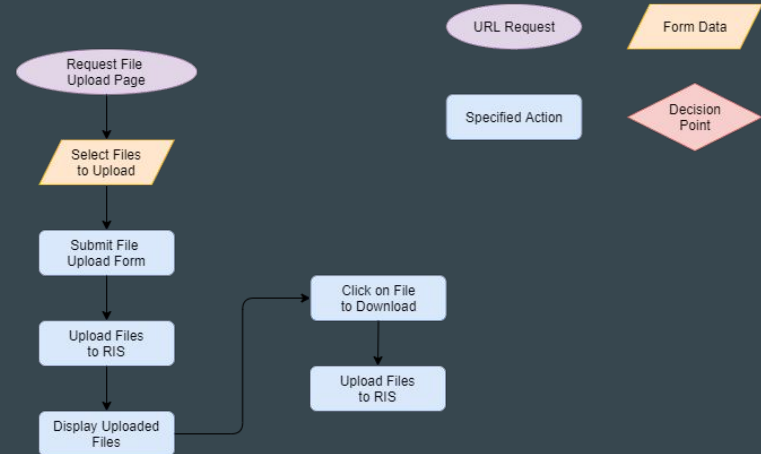 URL Request
Form Data
Request File
Upload Page
Specified Action
Decision
Point
Select Files
to Upload
Submit File
Upload Form
Click on File
to Download
Upload Files
to RIS
Upload Files
to RIS
Display Uploaded
Files